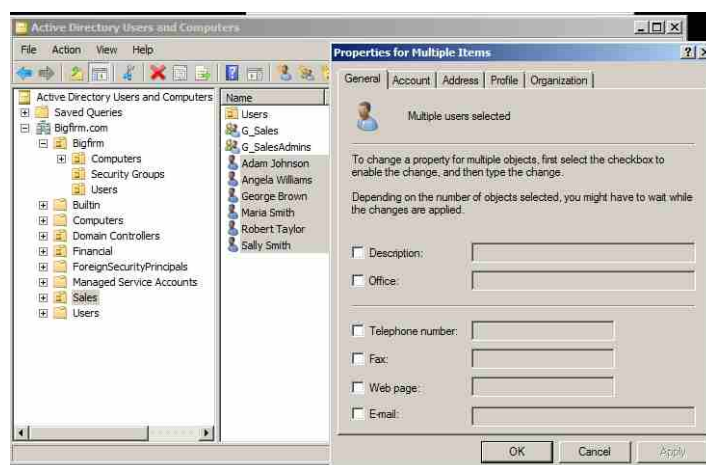 Active Directory Users and Computers
File Action View Help
Active Directory Users and Computers
Saved Queries
Bigfirm.com
Bigfirm
Computers
Security Groups
Users
Builtin
Computers
Domain Controllers
Financial
ForeignSecurityPrincipals
Managed Service Accounts
Sales
Users
Name
Users
G_Sales
G_SalesAdmins
Adam Johnson
Angela Williams
George Brown
Maria Smith
Robert Taylor
Sally Smith
Properties for Multiple Items
General Account Address Profile Organization
Multiple users selected
To change a property for multiple objects, first select the checkbox to
enable the change, and then type the change.
Depending on the number of objects selected, you might have to wait while
the changes are applied.
Description:
Office:
Telephone number:
Fax:
Web page:
E-mail:
OK Cancel Apply